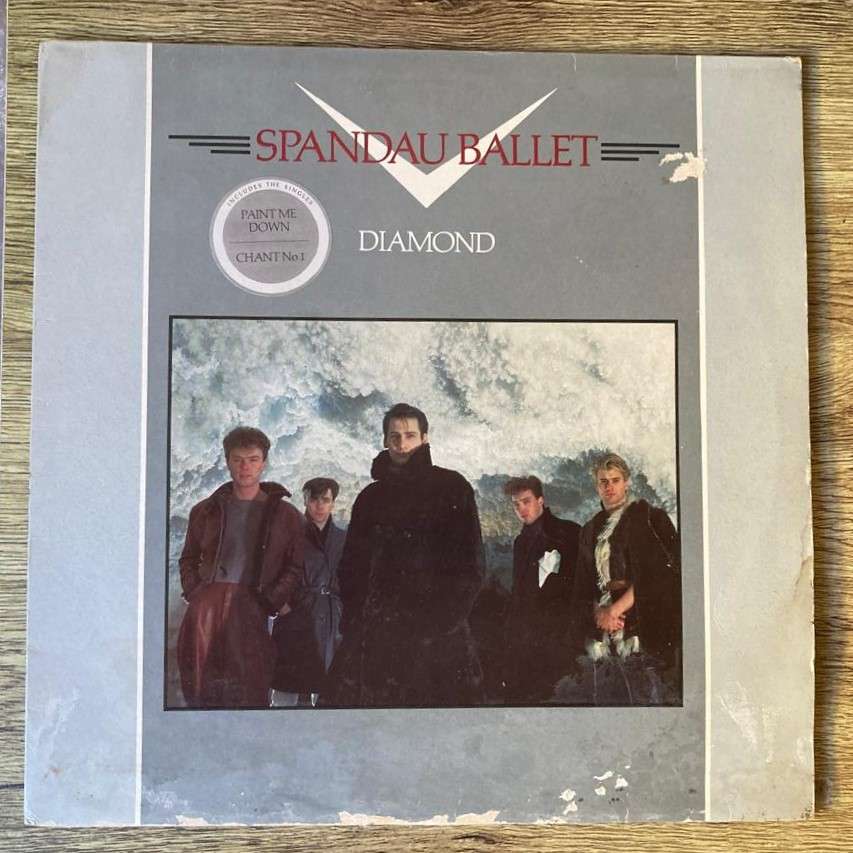 SPANDAU BALLET
INCLUDES THE SINGLES
PAINT ME
DOWN
CHANT No 1
DIAMOND